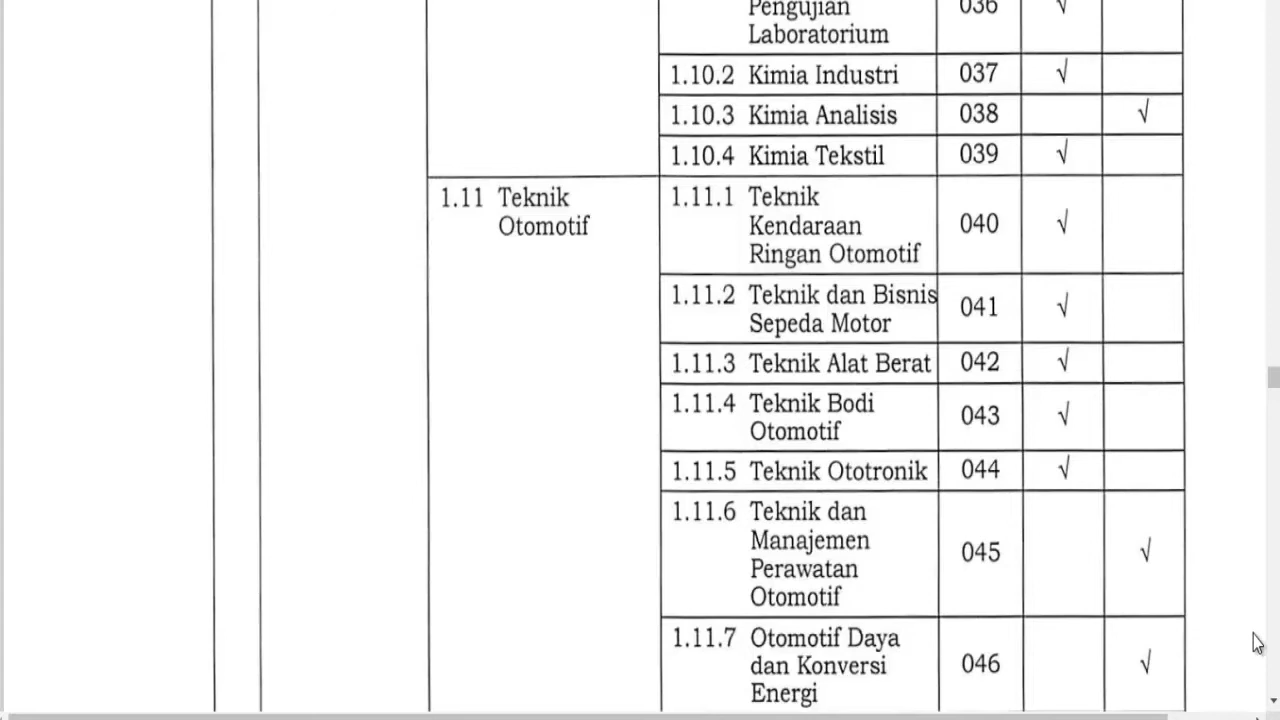 Pengujian
Laboratorium
036 √
1.10.2 Kimia Industri 037 √
1.10.3 Kimia Analisis 038 √
1.10.4 Kimia Tekstil 039 √
1.11 Teknik
Otomotif
1.11.1 Teknik
Kendaraan
Ringan Otomotif
040 √
1.11.2 Teknik dan Bisnis
Sepeda Motor
041 √
1.11.3 Teknik Alat Berat 042 √
1.11.4 Teknik Bodi
Otomotif
043 √
1.11.5 Teknik Ototronik 044 √
1.11.6 Teknik dan
Manajemen
Perawatan
Otomotif
045 √
1.11.7 Otomotif Daya
dan Konversi
Energi
046 √